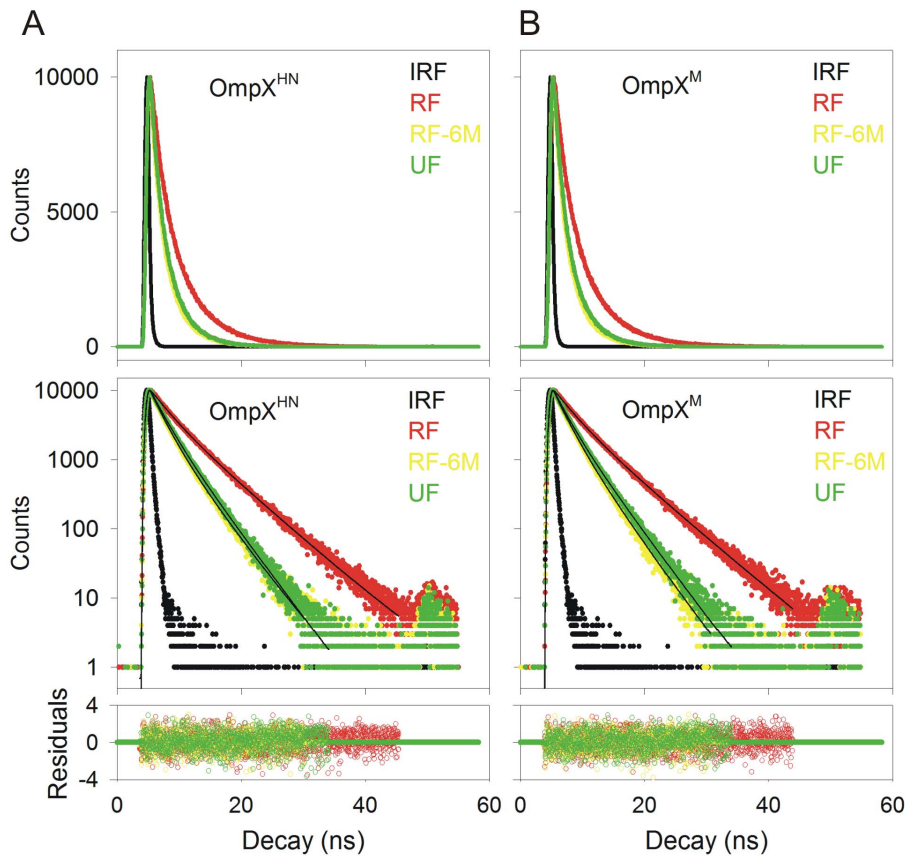 A
B
10000
5000
0
Counts
OmpX^HN
IRF
RF
RF-6M
UF
OmpX^M
IRF
RF
RF-6M
UF
10000
1000
100
10
1
Counts
OmpX^HN
IRF
RF
RF-6M
UF
OmpX^M
IRF
RF
RF-6M
UF
4
0
-4
Residuals
0
20
40
60
0
20
40
60
Decay (ns)
Decay (ns)